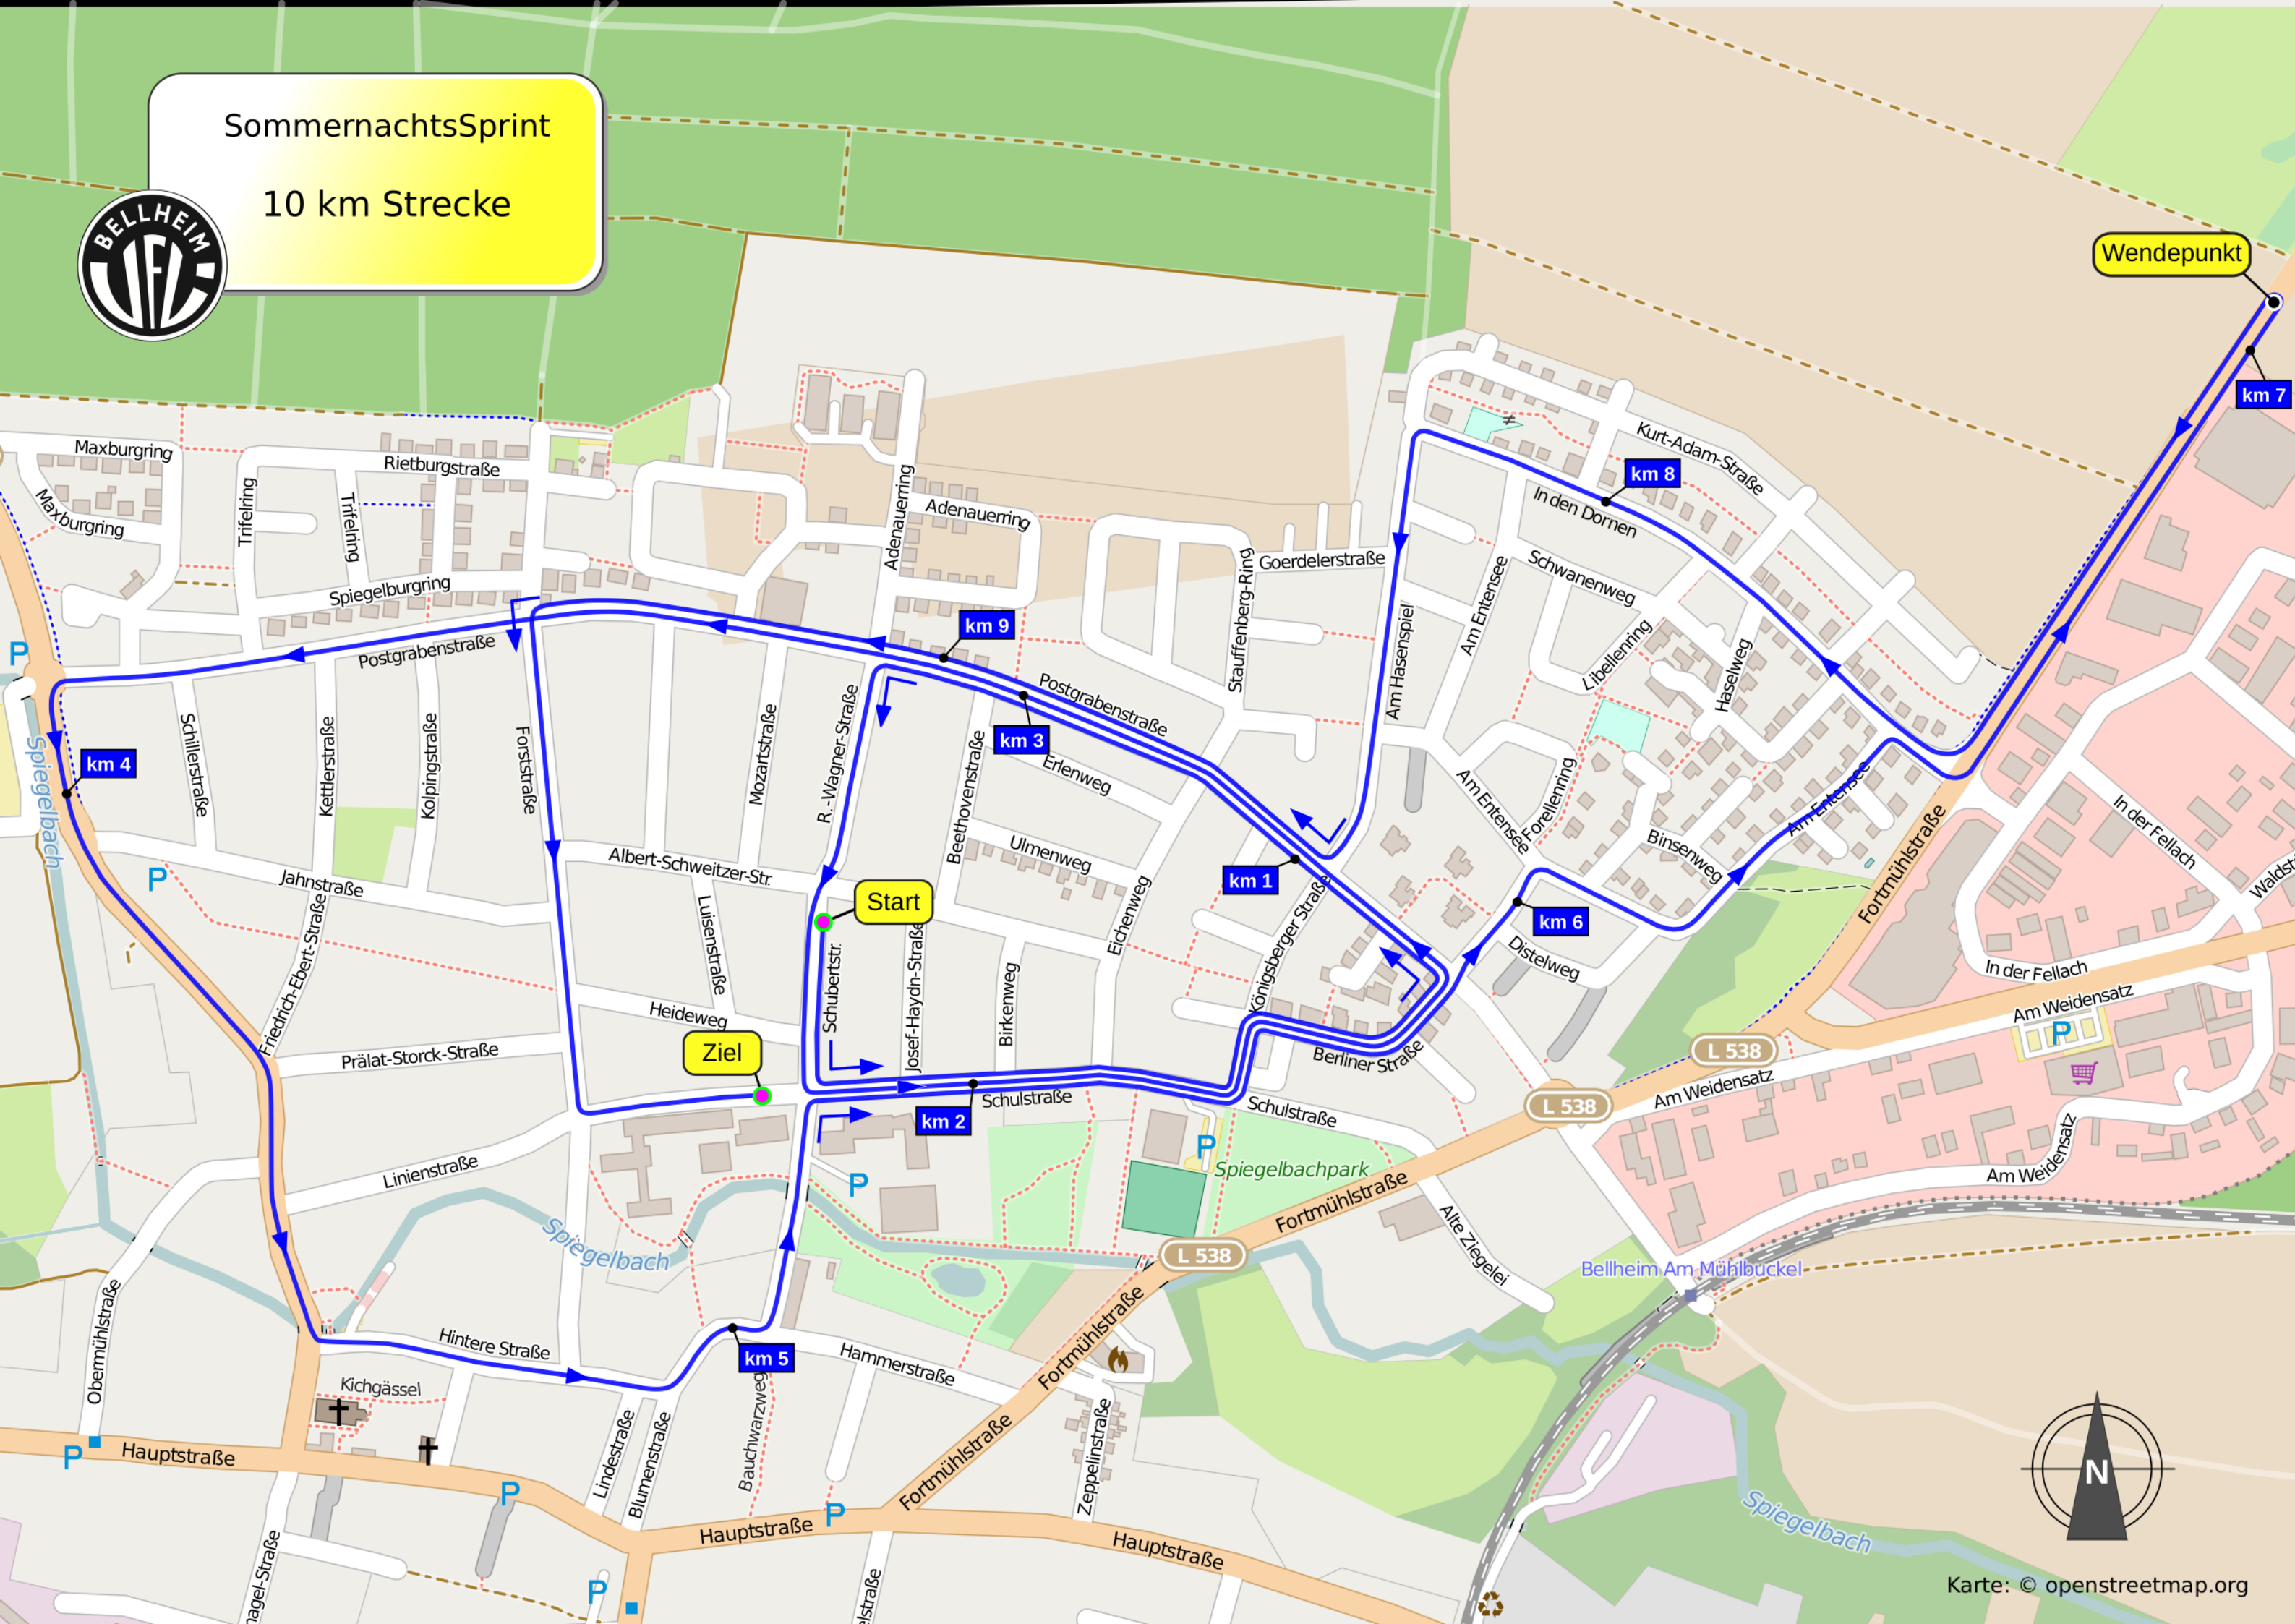 SommernachtsSprint
10 km Strecke
BELLHEIM
Wendepunkt
km 7
Kurt-Adam-Straße
km 8
In den Dornen
Maxburgring
Rietburgstraße
Maxburgring
Trifelring
Trifelring
Adenauerring
Adenauerring
Goerdelerstraße
Schwanenweg
Spiegelburgring
Stauffenberg-Ring
Am Hasenspiel
Am Entensee
Libellenring
Haselweg
km 9
P
Postgrabenstraße
Postgrabenstraße
km 3
Schillerstraße
Kettlerstraße
Kolpingstraße
Forststraße
Mozartstraße
R.-Wagner-Straße
Beethovenstraße
Erlenweg
Ulmenweg
km 4
Spiegelbach
P
Jahnstraße
Albert-Schweitzer-Str.
Start
km 1
Am Entensee
Forellenring
Binsenweg
Am Entensee
Fortmühlstraße
In der Fellach
km 6
Distelweg
Königsberger Straße
Eichenweg
Luisenstraße
Schubertstr.
Josef-Haydn-Straße
Birkenweg
Friedrich-Ebert-Straße
Heideweg
Prälat-Storck-Straße
Ziel
Berliner Straße
In der Fellach
Am Weidensatz
P
L 538
Am Weidensatz
L 538
km 2
Schulstraße
Schulstraße
P
P
Spiegelbachpark
Fortmühlstraße
Linienstraße
Am Weidensatz
Spiegelbach
L 538
Alte Ziegelei
Bellheim Am Mühlbuckel
Obermühlstraße
Hintere Straße
km 5
Hammerstraße
Fortmühlstraße
Kichgässel
Lindestraße
Blumenstraße
Bauchwarzweg
Fortmühlstraße
Zeppelinstraße
P
Hauptstraße
P
Hauptstraße
P
Hauptstraße
P
N
Spiegelbach
Karte: © openstreetmap.org